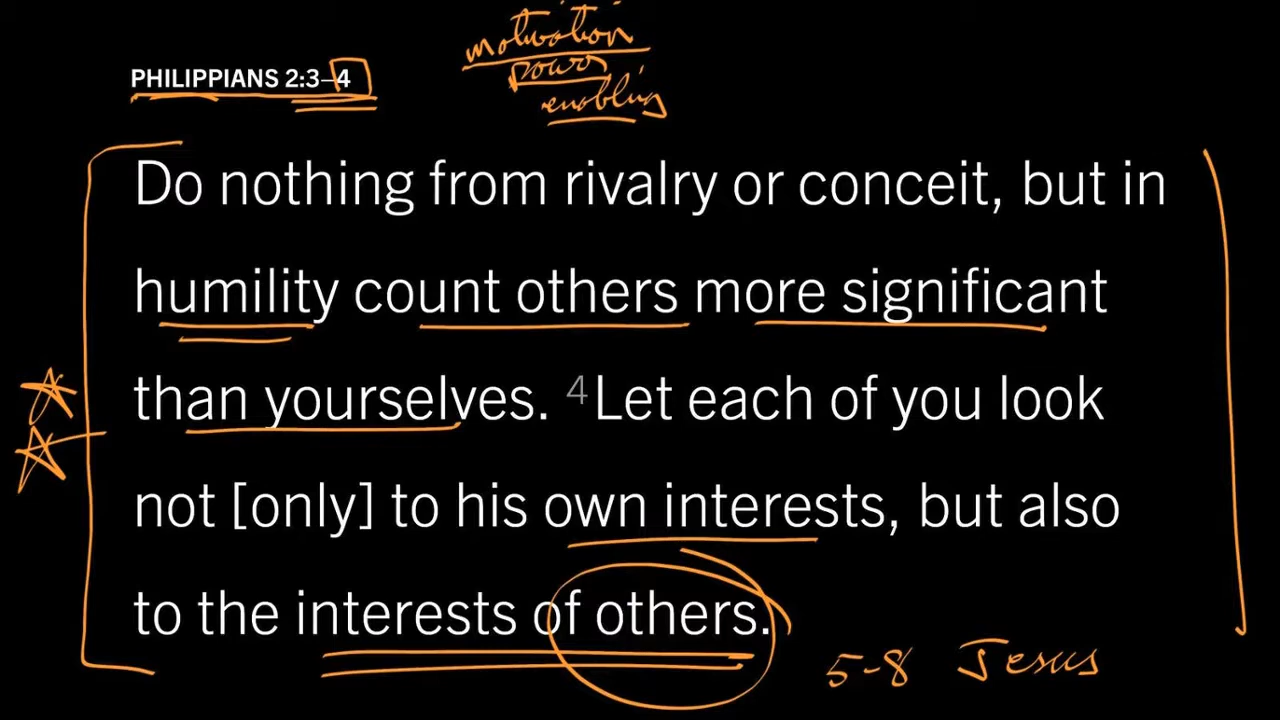 motivation
power
enabling
PHILIPPIANS 2:3–4
Do nothing from rivalry or conceit, but in
humility count others more significant
than yourselves. 4 Let each of you look
not [only] to his own interests, but also
to the interests of others.
5-8 Jesus